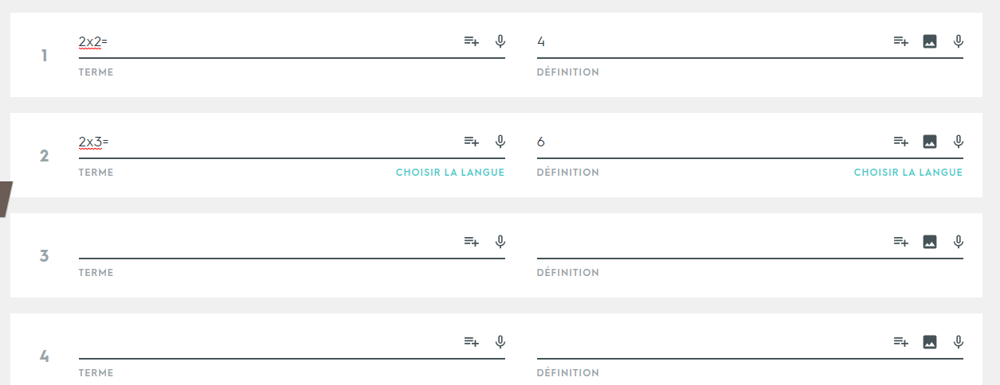 1
2x2=
4
TERME
DÉFINITION
2
2x3=
6
TERME
CHOISIR LA LANGUE
DÉFINITION
CHOISIR LA LANGUE
3
TERME
DÉFINITION
4
TERME
DÉFINITION